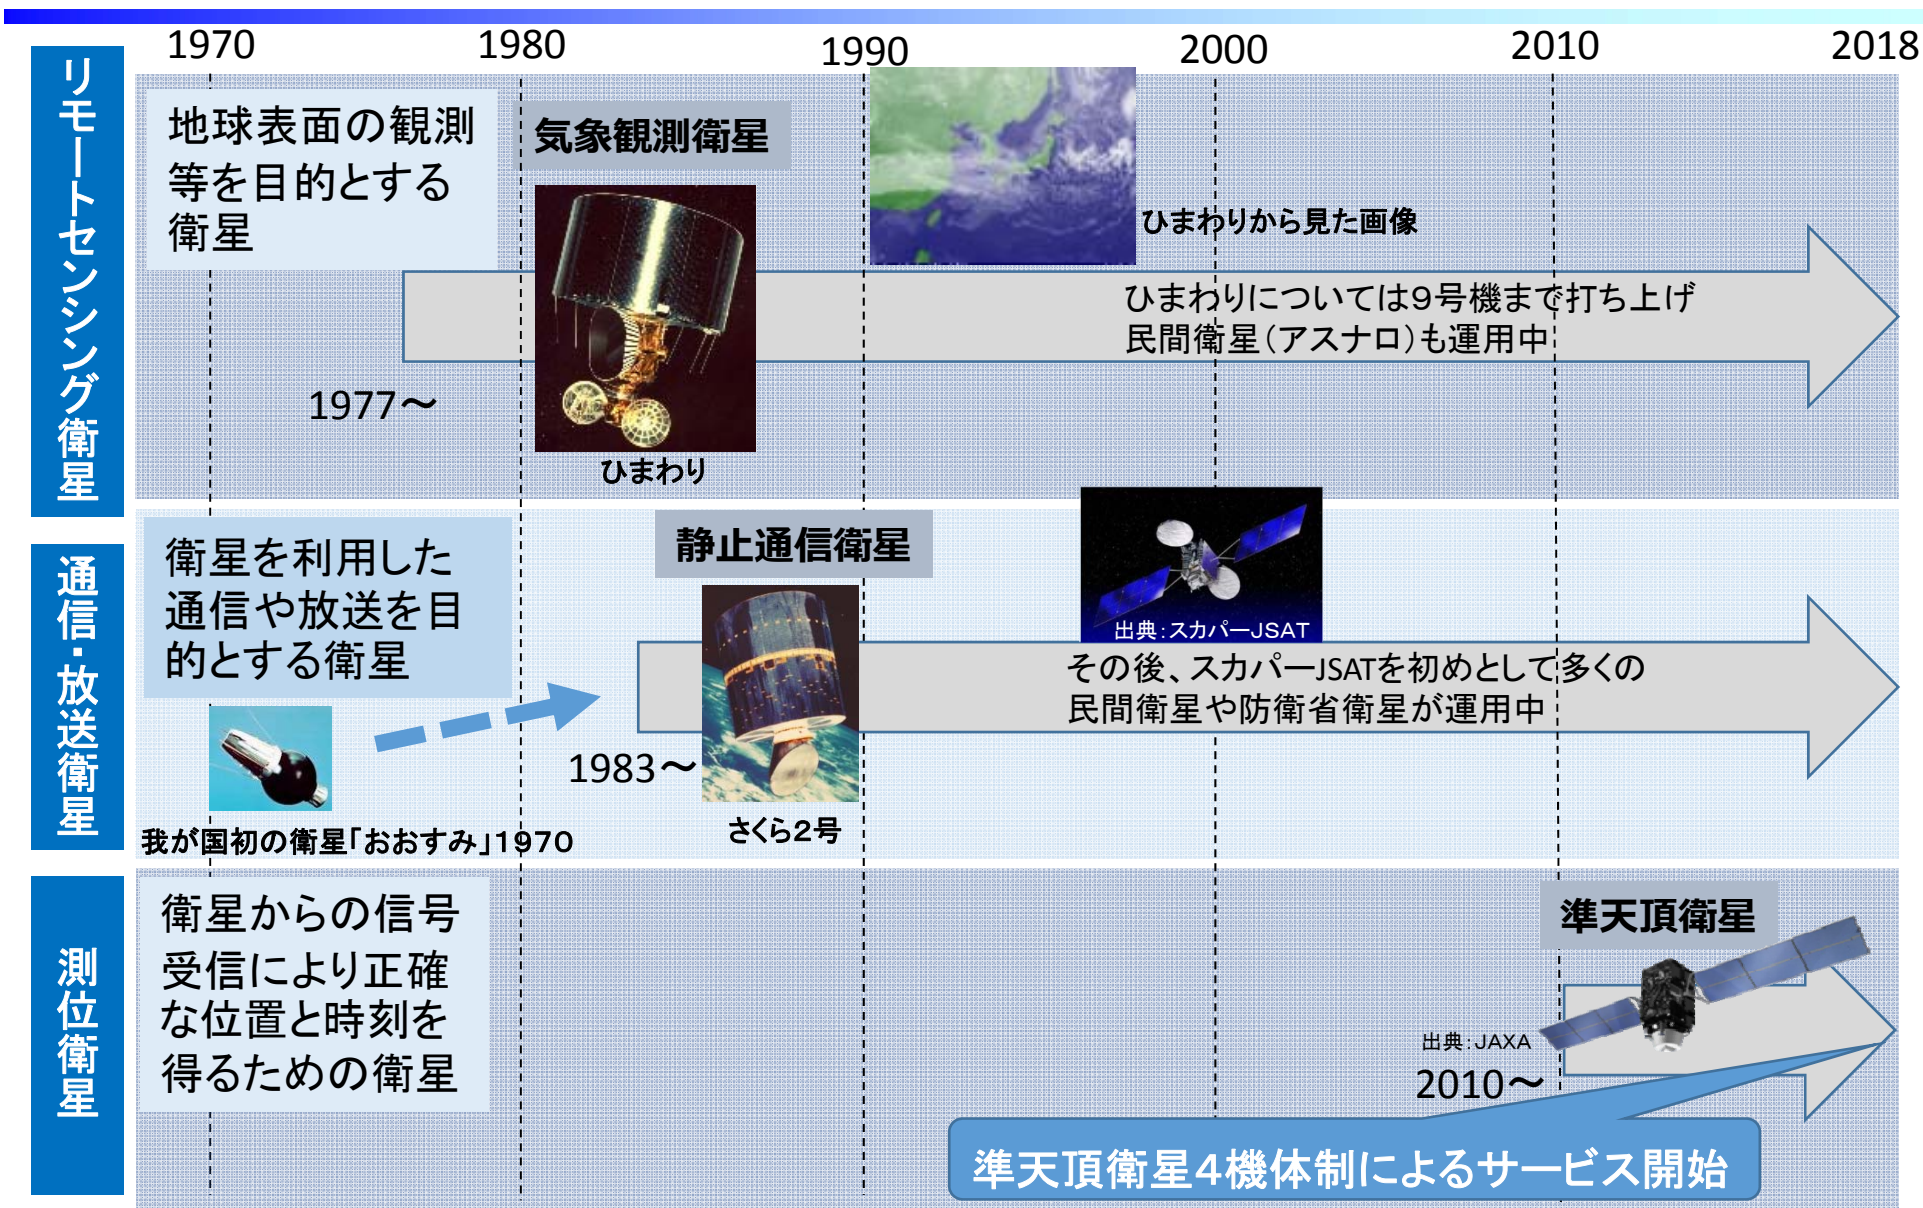 1970 1980 1990 2000 2010 2018
リモートセンシング衛星
地球表面の観測
等を目的とする
衛星
気象観測衛星
ひまわりから見た画像
ひまわりについては9号機まで打ち上げ
民間衛星（アスナロ）も運用中
1977～
ひまわり
通信・放送衛星
衛星を利用した
通信や放送を目
的とする衛星
静止通信衛星
出典：スカパーJSAT
その後、スカパーJSATを初めとして多くの
民間衛星や防衛省衛星が運用中
1983～
さくら2号
我が国初の衛星「おおすみ」1970
測位衛星
衛星からの信号
受信により正確
な位置と時刻を
得るための衛星
準天頂衛星
出典：JAXA
2010～
準天頂衛星4機体制によるサービス開始